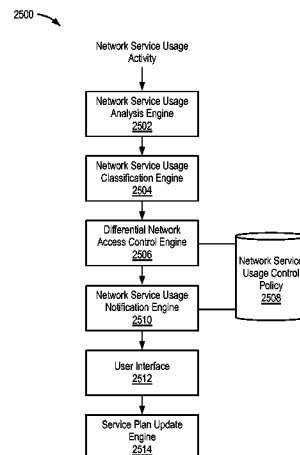 2500
Network Service Usage
Activity
Network Service Usage
Analysis Engine
2502
Network Service Usage
Classification Engine
2504
Differential Network
Access Control Engine
2506
Network Service
Usage Control
Policy
2508
Network Service Usage
Notification Engine
2510
User Interface
2512
Service Plan Update
Engine
2514